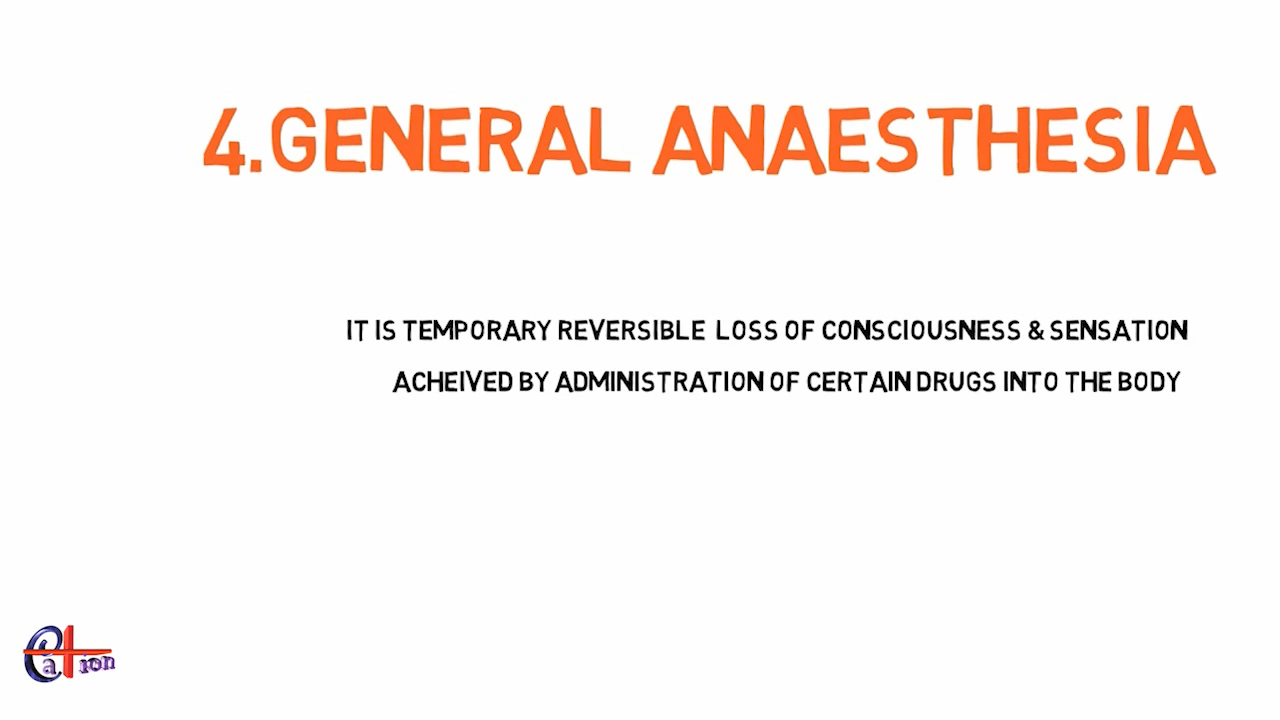 4.GENERAL ANAESTHESIA
IT IS TEMPORARY REVERSIBLE LOSS OF CONSCIOUSNESS & SENSATION
ACHEIVED BY ADMINISTRATION OF CERTAIN DRUGS INTO THE BODY
Cation